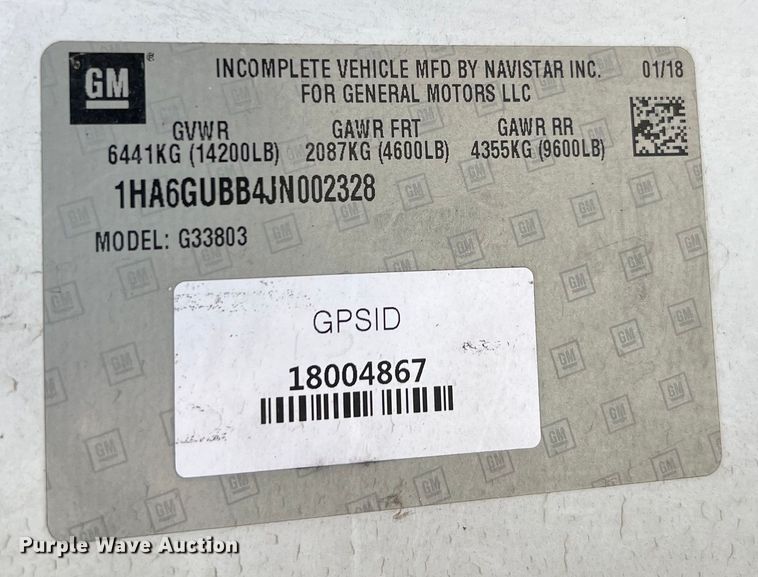 GM
INCOMPLETE VEHICLE MFD BY NAVISTAR INC. 01/18
FOR GENERAL MOTORS LLC
GVWR GAWR FRT GAWR RR
6441KG (14200LB) 2087KG (4600LB) 4355KG (9600LB)
1HA6GUBB4JN002328
MODEL: G33803
GPSID
18004867
Purple Wave Auction